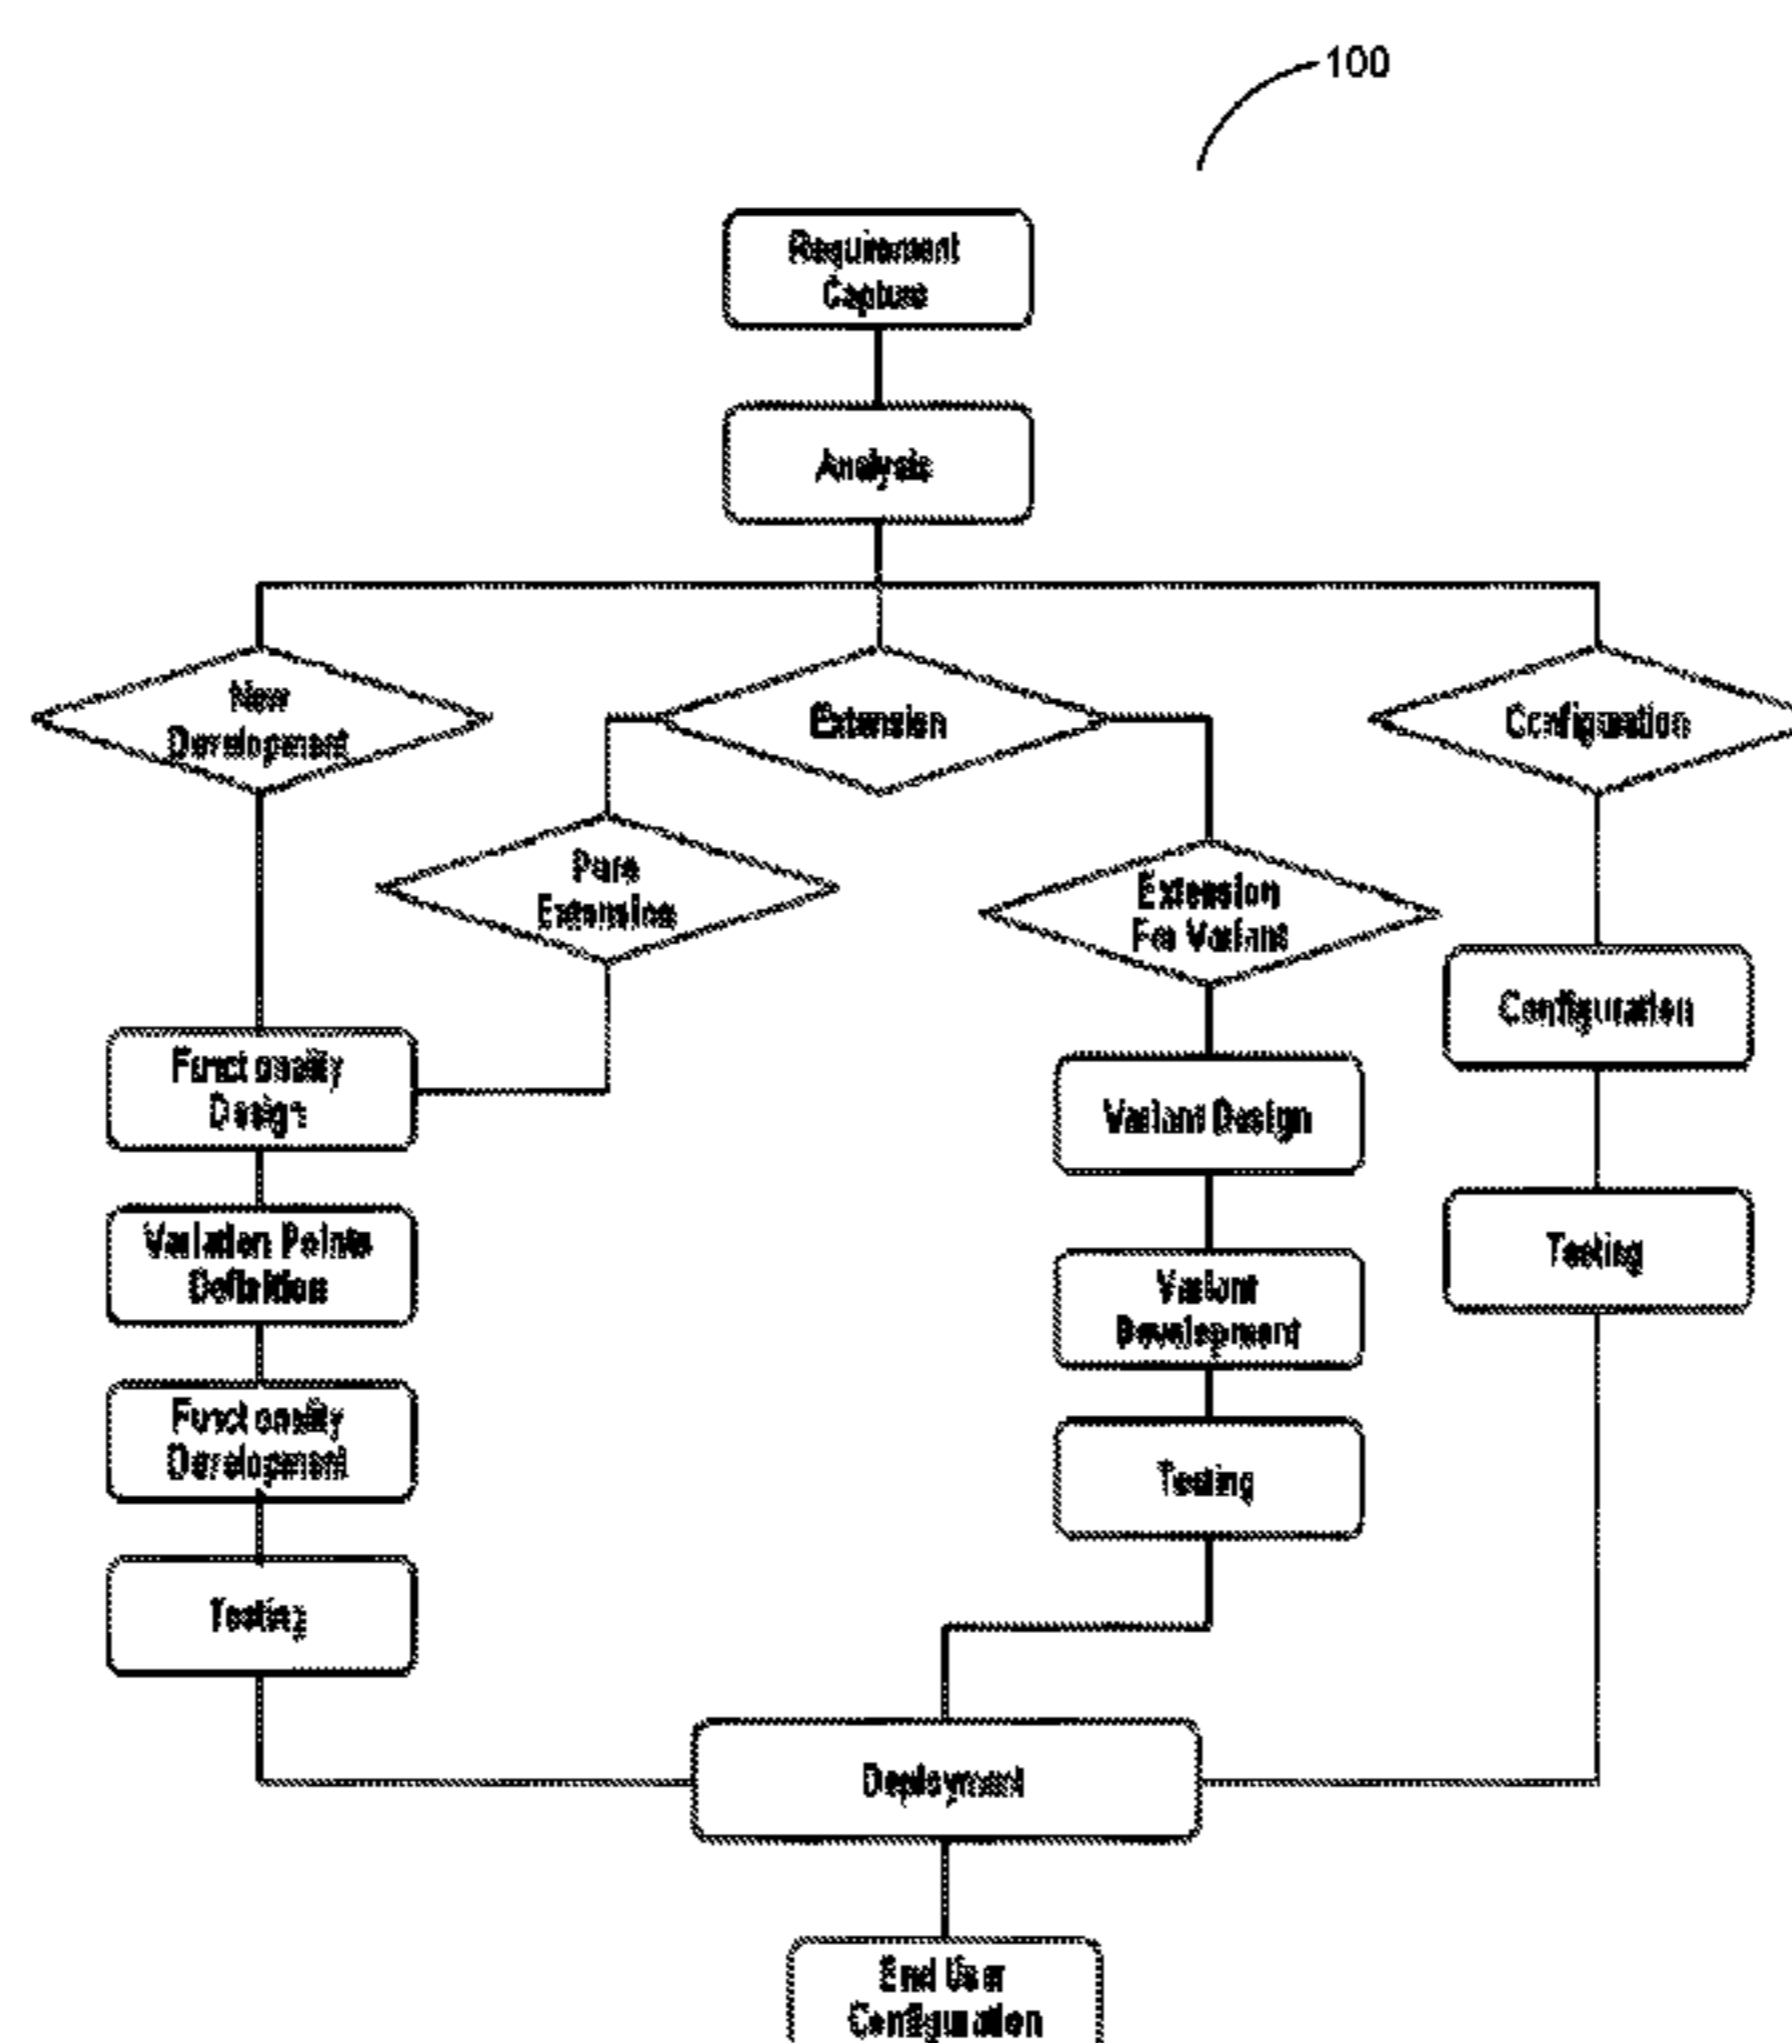 100
Requirement
Capture
Analysis
New
Development
Extension
Configuration
Pure
Extension
Extension
For Variant
Configuration
Functionality
Design
Variant Design
Variation Points
Definition
Testing
Variant
Development
Functionality
Development
Testing
Testing
Deployment
End User
Configuration